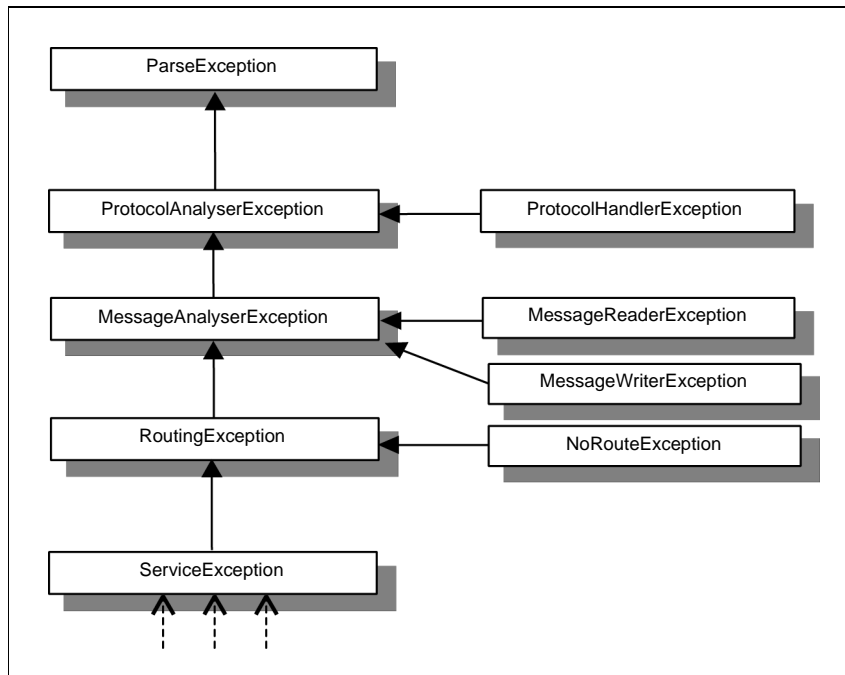 ParseException
ProtocolAnalyserException
ProtocolHandlerException
MessageAnalyserException
MessageReaderException
MessageWriterException
RoutingException
NoRouteException
ServiceException